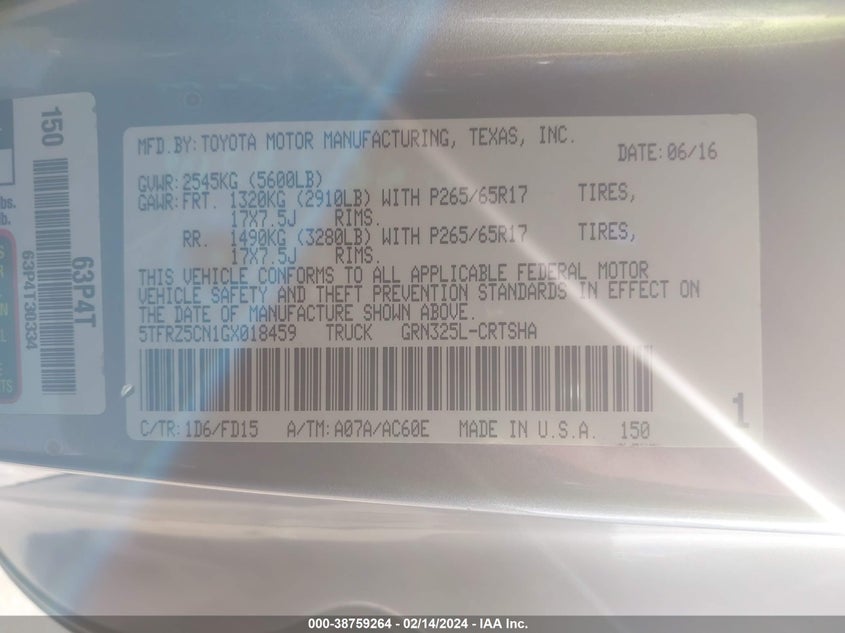 MFD.BY:TOYOTA MOTOR MANUFACTURING, TEXAS, INC.
DATE:06/16
GVWR:2545KG (5600LB)
GAWR:FRT. 1320KG (2910LB) WITH P265/65R17 TIRES,
17X7.5J RIMS.
RR. 1490KG (3280LB) WITH P265/65R17 TIRES,
17X7.5J RIMS.
THIS VEHICLE CONFORMS TO ALL APPLICABLE FEDERAL MOTOR
VEHICLE SAFETY AND THEFT PREVENTION STANDARDS IN EFFECT ON
THE DATE OF MANUFACTURE SHOWN ABOVE.
5TFRZ5CN1GX018459 TRUCK GRN325L-CRTSHA
C/TR:1D6/FD15 A/TM:A07A/AC60E MADE IN U.S.A. 150
1
150
63P4T30334
63P4T
lb.
000-38759264 - 02/14/2024 - IAA Inc.